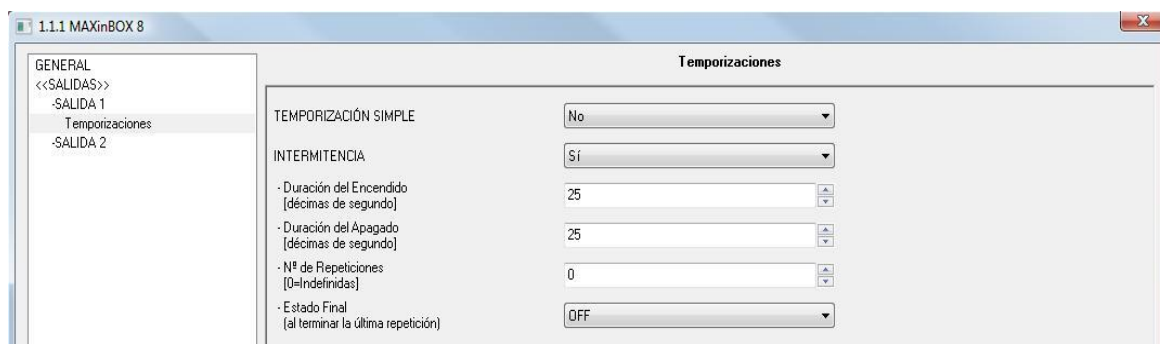 1.1.1 MAXinBOX 8
X
GENERAL
<<SALIDAS>>
-SALIDA 1
Temporizaciones
-SALIDA 2
Temporizaciones
TEMPORIZACIÓN SIMPLE
No
INTERMITENCIA
Sí
- Duración del Encendido
[décimas de segundo]
25
- Duración del Apagado
[décimas de segundo]
25
- Nº de Repeticiones
[0=Indefinidas]
0
- Estado Final
(al terminar la última repetición)
OFF